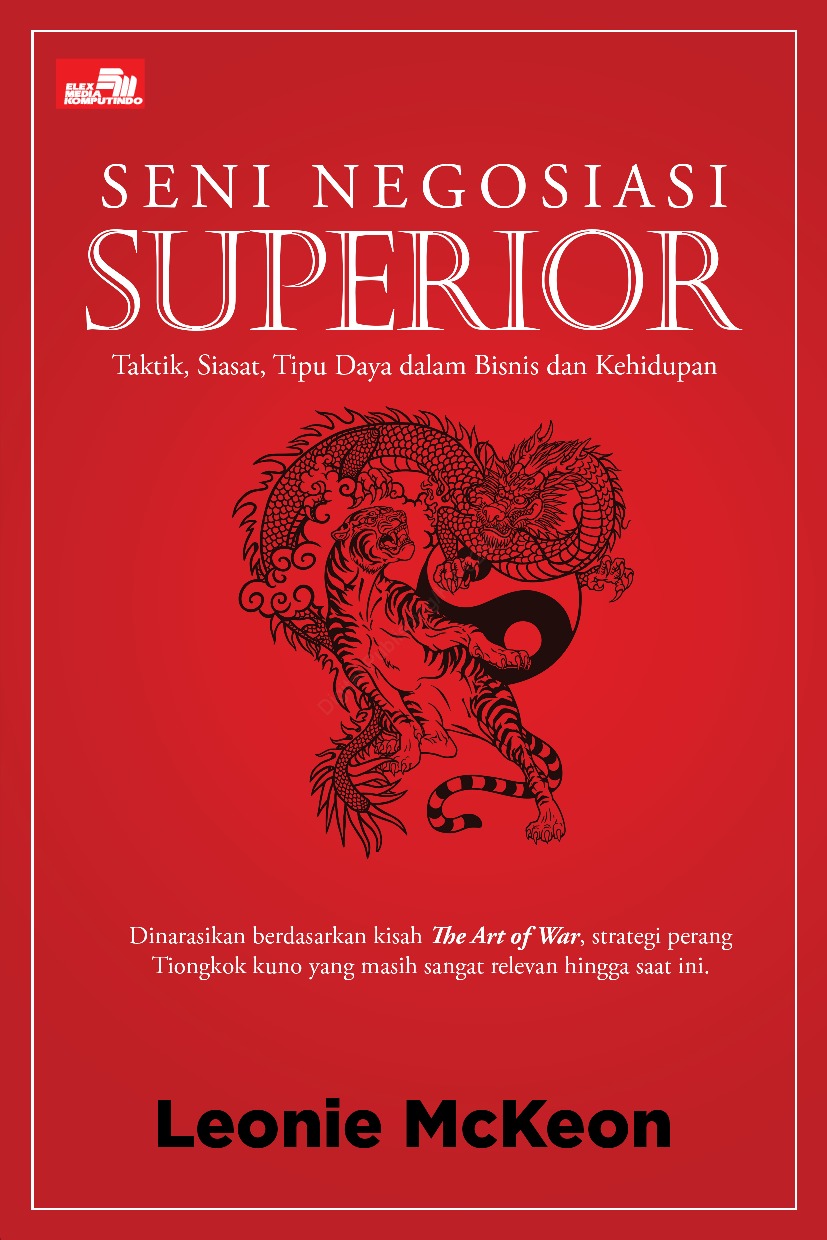 ELEX
MEDIA
KOMPUTINDO
SENI NEGOSIASI
SUPERIOR
Taktik, Siasat, Tipu Daya dalam Bisnis dan Kehidupan
Dinarasikan berdasarkan kisah The Art of War, strategi perang
Tiongkok kuno yang masih sangat relevan hingga saat ini.
Leonie McKeon